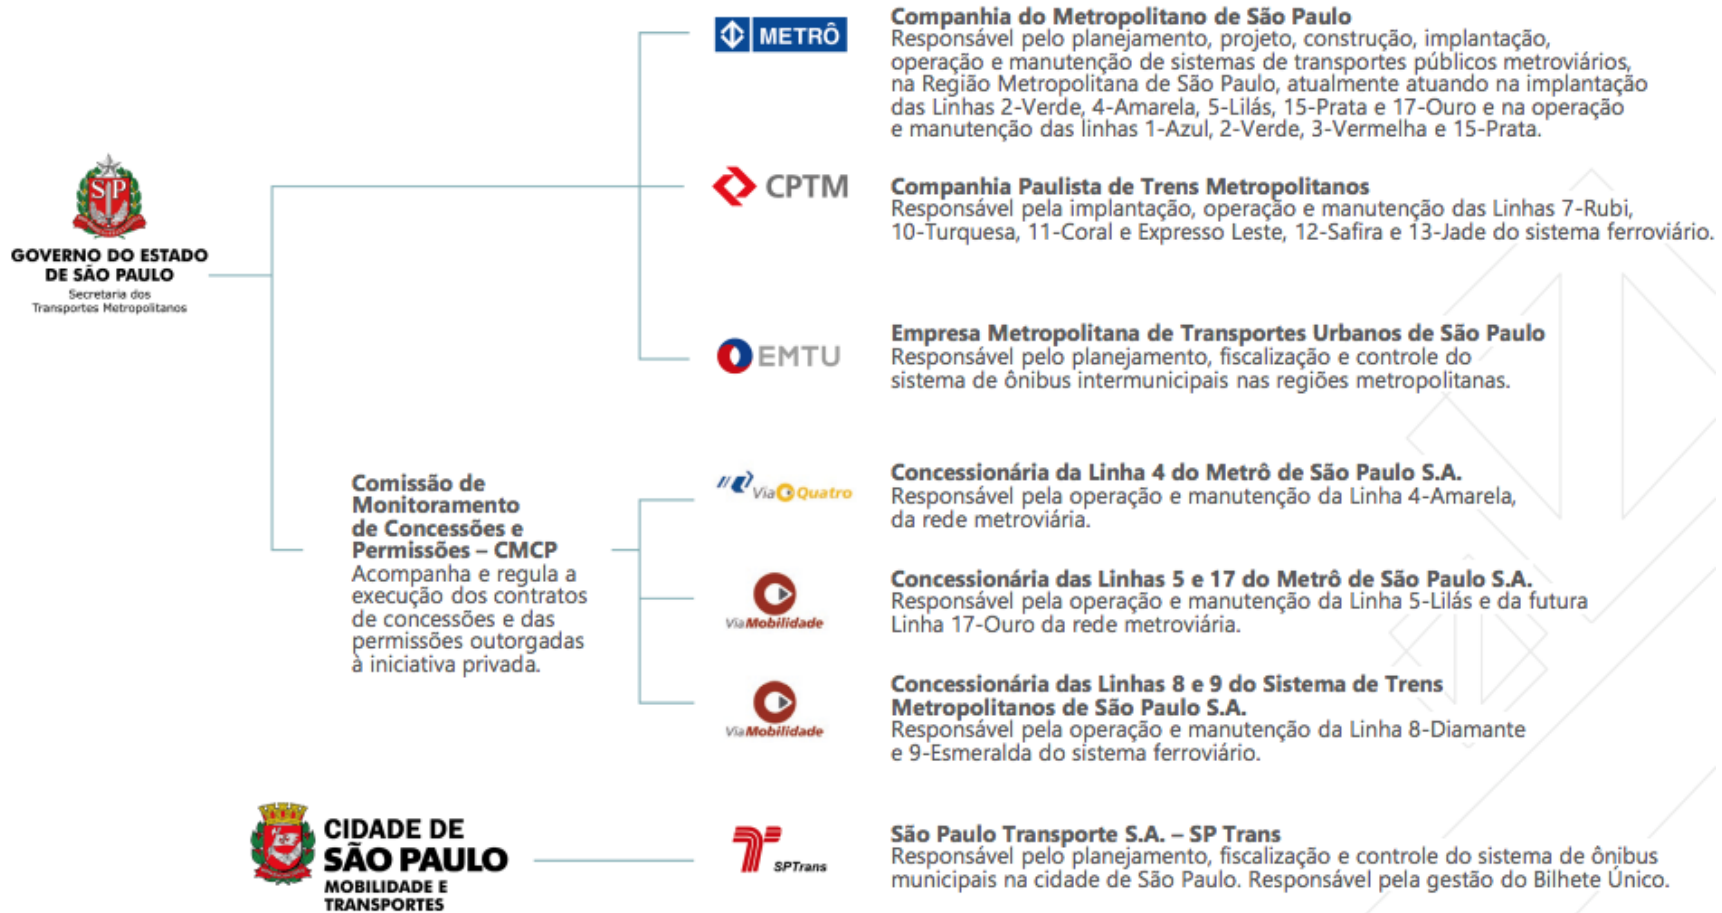 METRÔ
Companhia do Metropolitano de São Paulo
Responsável pelo planejamento, projeto, construção, implantação,
operação e manutenção de sistemas de transportes públicos metroviários,
na Região Metropolitana de São Paulo, atualmente atuando na implantação
das Linhas 2-Verde, 4-Amarela, 5-Lilás, 15-Prata e 17-Ouro e na operação
e manutenção das linhas 1-Azul, 2-Verde, 3-Vermelha e 15-Prata.
SP
GOVERNO DO ESTADO
DE SÃO PAULO
Secretaria dos
Transportes Metropolitanos
CPTM
Companhia Paulista de Trens Metropolitanos
Responsável pela implantação, operação e manutenção das Linhas 7-Rubi,
10-Turquesa, 11-Coral e Expresso Leste, 12-Safira e 13-Jade do sistema ferroviário.
EMTU
Empresa Metropolitana de Transportes Urbanos de São Paulo
Responsável pelo planejamento, fiscalização e controle do
sistema de ônibus intermunicipais nas regiões metropolitanas.
Comissão de
Monitoramento
de Concessões e
Permissões – CMCP
Acompanha e regula a
execução dos contratos
de concessões e das
permissões outorgadas
à iniciativa privada.
ViaQuatro
Concessionária da Linha 4 do Metrô de São Paulo S.A.
Responsável pela operação e manutenção da Linha 4-Amarela,
da rede metroviária.
ViaMobilidade
Concessionária das Linhas 5 e 17 do Metrô de São Paulo S.A.
Responsável pela operação e manutenção da Linha 5-Lilás e da futura
Linha 17-Ouro da rede metroviária.
ViaMobilidade
Concessionária das Linhas 8 e 9 do Sistema de Trens
Metropolitanos de São Paulo S.A.
Responsável pela operação e manutenção da Linha 8-Diamante
e 9-Esmeralda do sistema ferroviário.
CIDADE DE
SÃO PAULO
MOBILIDADE E
TRANSPORTES
SPTrans
São Paulo Transporte S.A. – SP Trans
Responsável pelo planejamento, fiscalização e controle do sistema de ônibus
municipais na cidade de São Paulo. Responsável pela gestão do Bilhete Único.